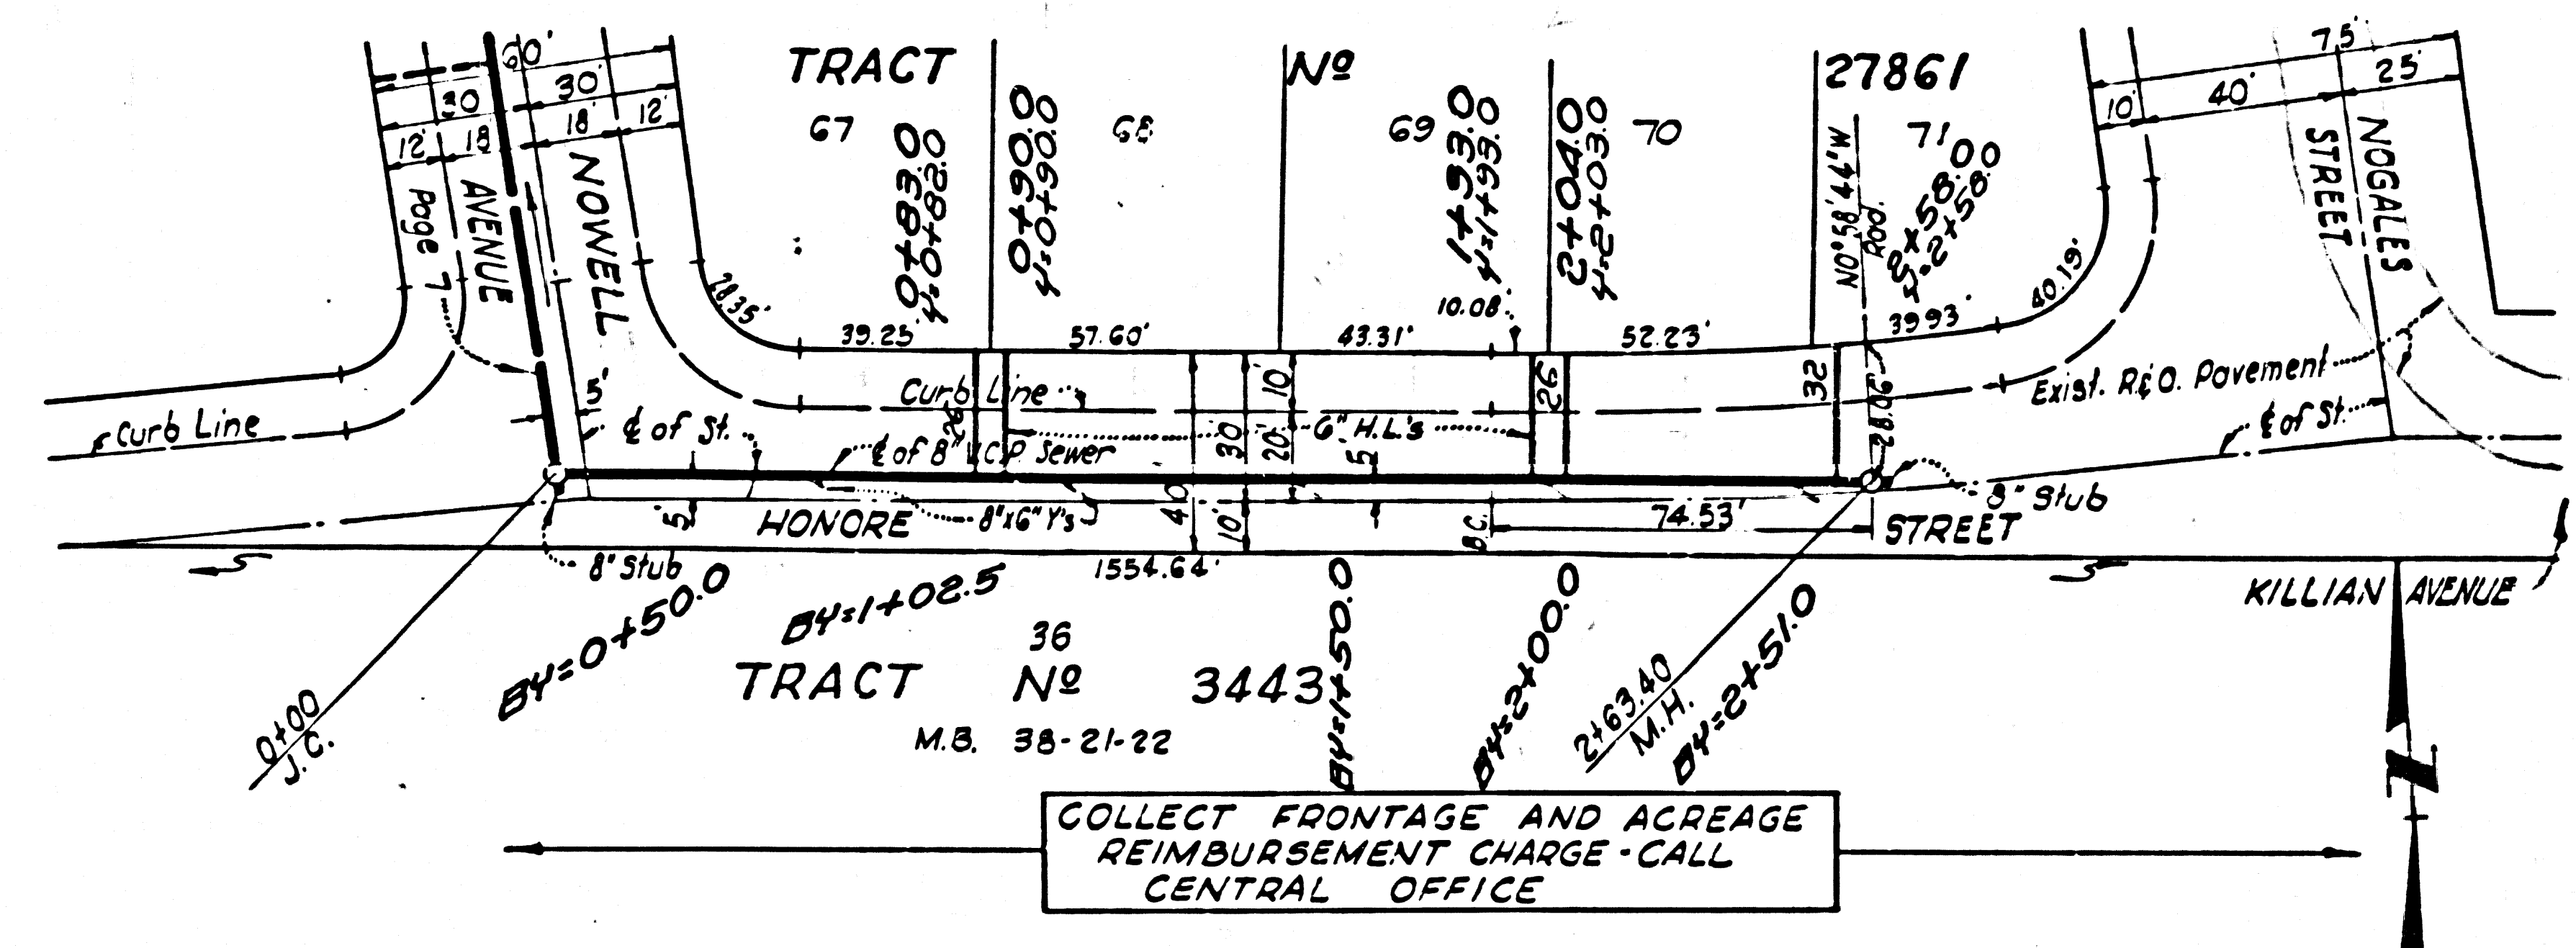 60'
30
30'
12'
18'
18'
12'
AVENUE
NOWELL
Page 7
5'
28.35'
TRACT Nº 27861
67
68
69
70
71
0+83.0
Y=0+82.0
0+90.0
Y=0+90.0
1+93.0
Y=1+93.0
2+04.0
Y=2+03.0
N0°58'44"W
Rad.
2+58.0
75'
10'
40'
25'
NOGALES
STREET
39.25'
57.60'
43.31'
10.08'
52.23'
39.93'
40.19'
Curb Line
Curb Line
26
26
32
28.06'
Exist. R&O. Pavement
℄ of St.
℄ of St.
℄ of 8" V.C.P. Sewer
6" H.L.'s
10'
20'
30'
5'
40'
10'
5'
8"x6" Y's
HONORE STREET
B.C.
74.53'
8" Stub
8" Stub
1554.64'
KILLIAN AVENUE
0+00
J.C.
BY=0+50.0
BY=1+02.5
BY=1+50.0
BY=2+00.0
2+63.40
M.H.
BY=2+51.0
36
TRACT Nº 3443
M.B. 38-21-22
COLLECT FRONTAGE AND ACREAGE
REIMBURSEMENT CHARGE - CALL
CENTRAL OFFICE
Z